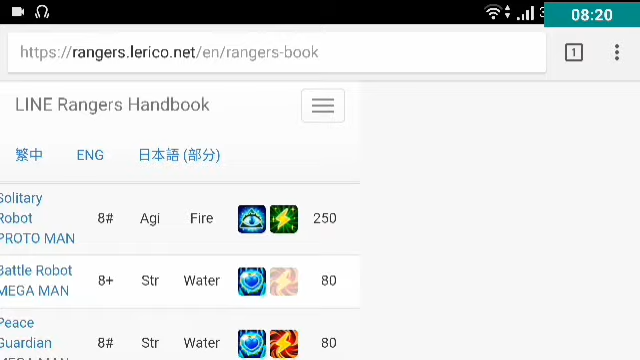 08:20
https://rangers.lerico.net/en/rangers-book
1
LINE Rangers Handbook
繁中 ENG 日本語 (部分)
Solitary
Robot
PROTO MAN 8# Agi Fire 250
Battle Robot
MEGA MAN 8+ Str Water 80
Peace
Guardian 8# Str Water 80
MEGA MAN